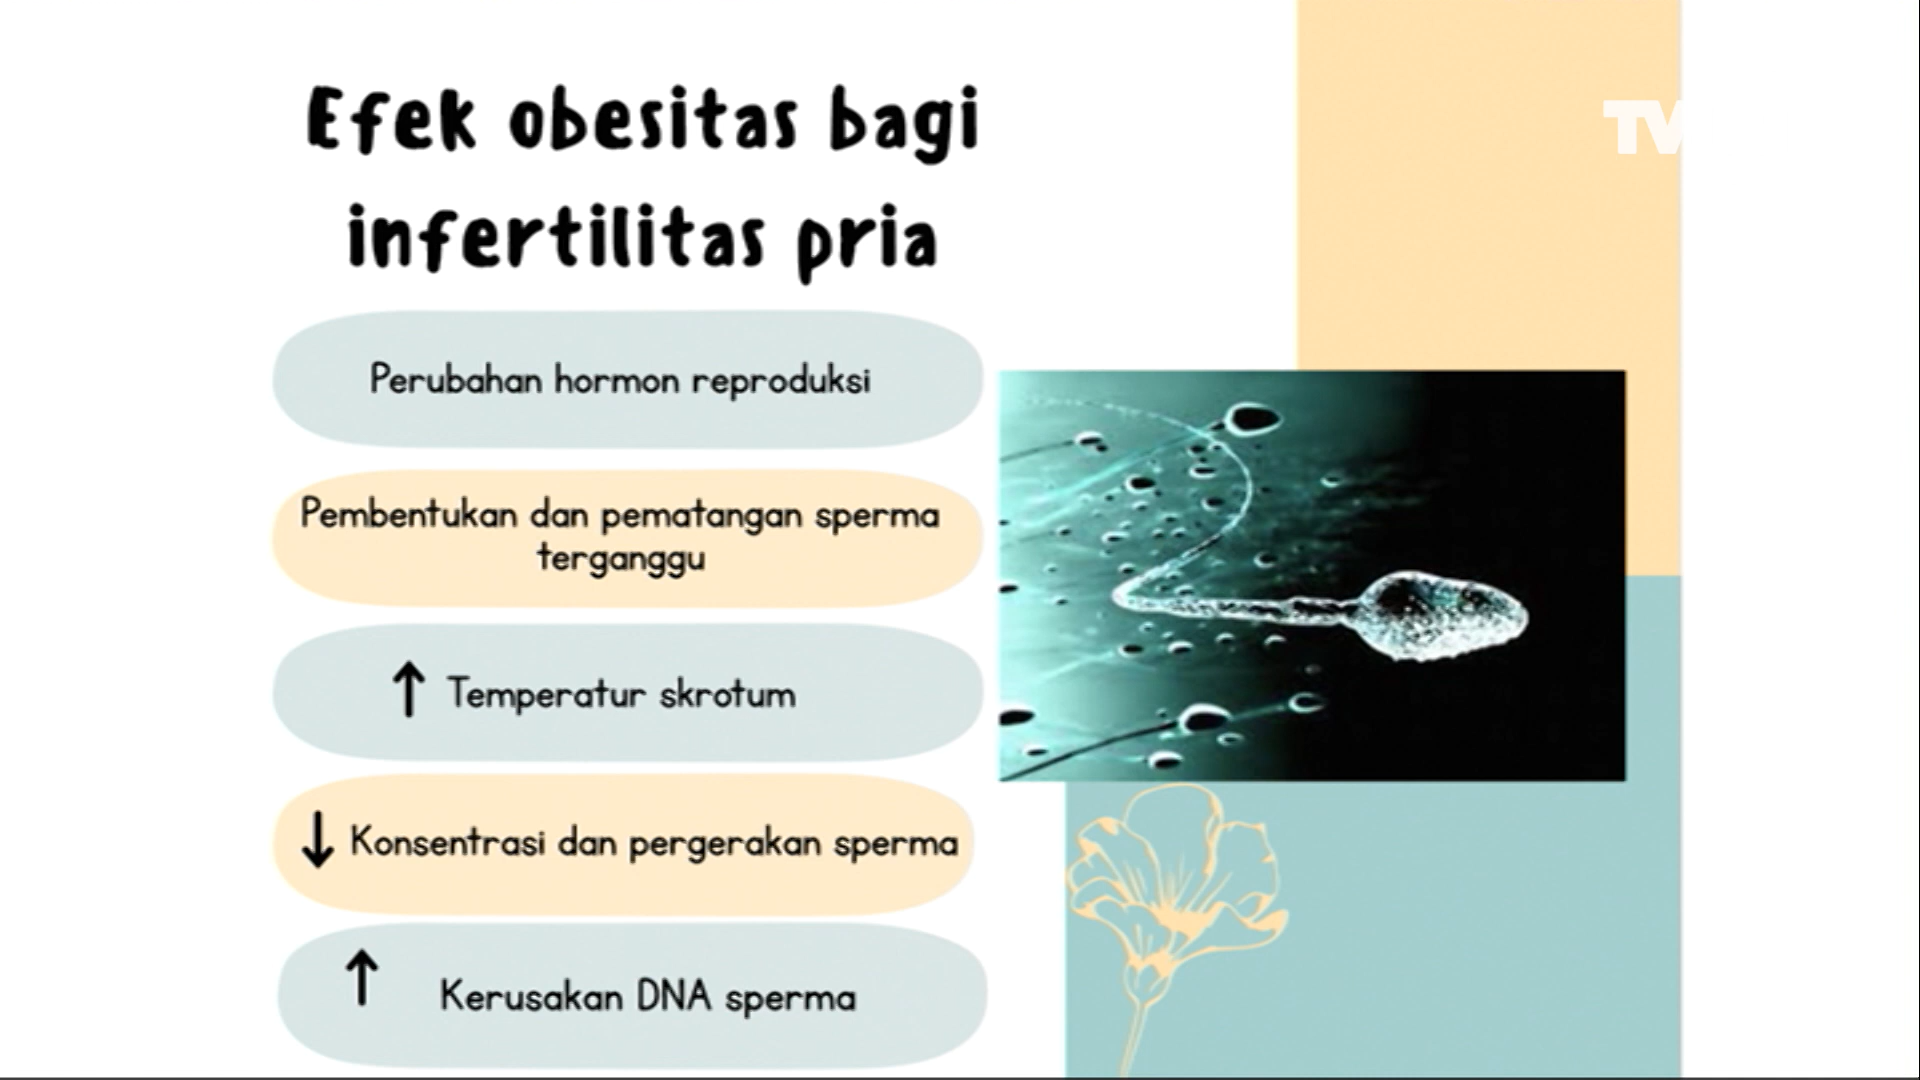 Efek obesitas bagi
infertilitas pria
TV
Perubahan hormon reproduksi
Pembentukan dan pematangan sperma
terganggu
↑ Temperatur skrotum
↓ Konsentrasi dan pergerakan sperma
↑ Kerusakan DNA sperma